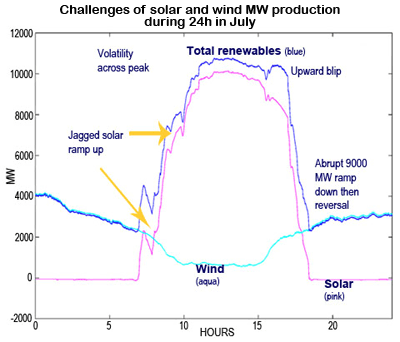 Challenges of solar and wind MW production
during 24h in July
12000
10000
8000
6000
4000
2000
0
-2000
MW
Volatility
across peak
Total renewables (blue)
Upward blip
Jagged solar
ramp up
Abrupt 9000
MW ramp
down then
reversal
Wind
(aqua)
Solar
(pink)
0
5
10
15
20
HOURS